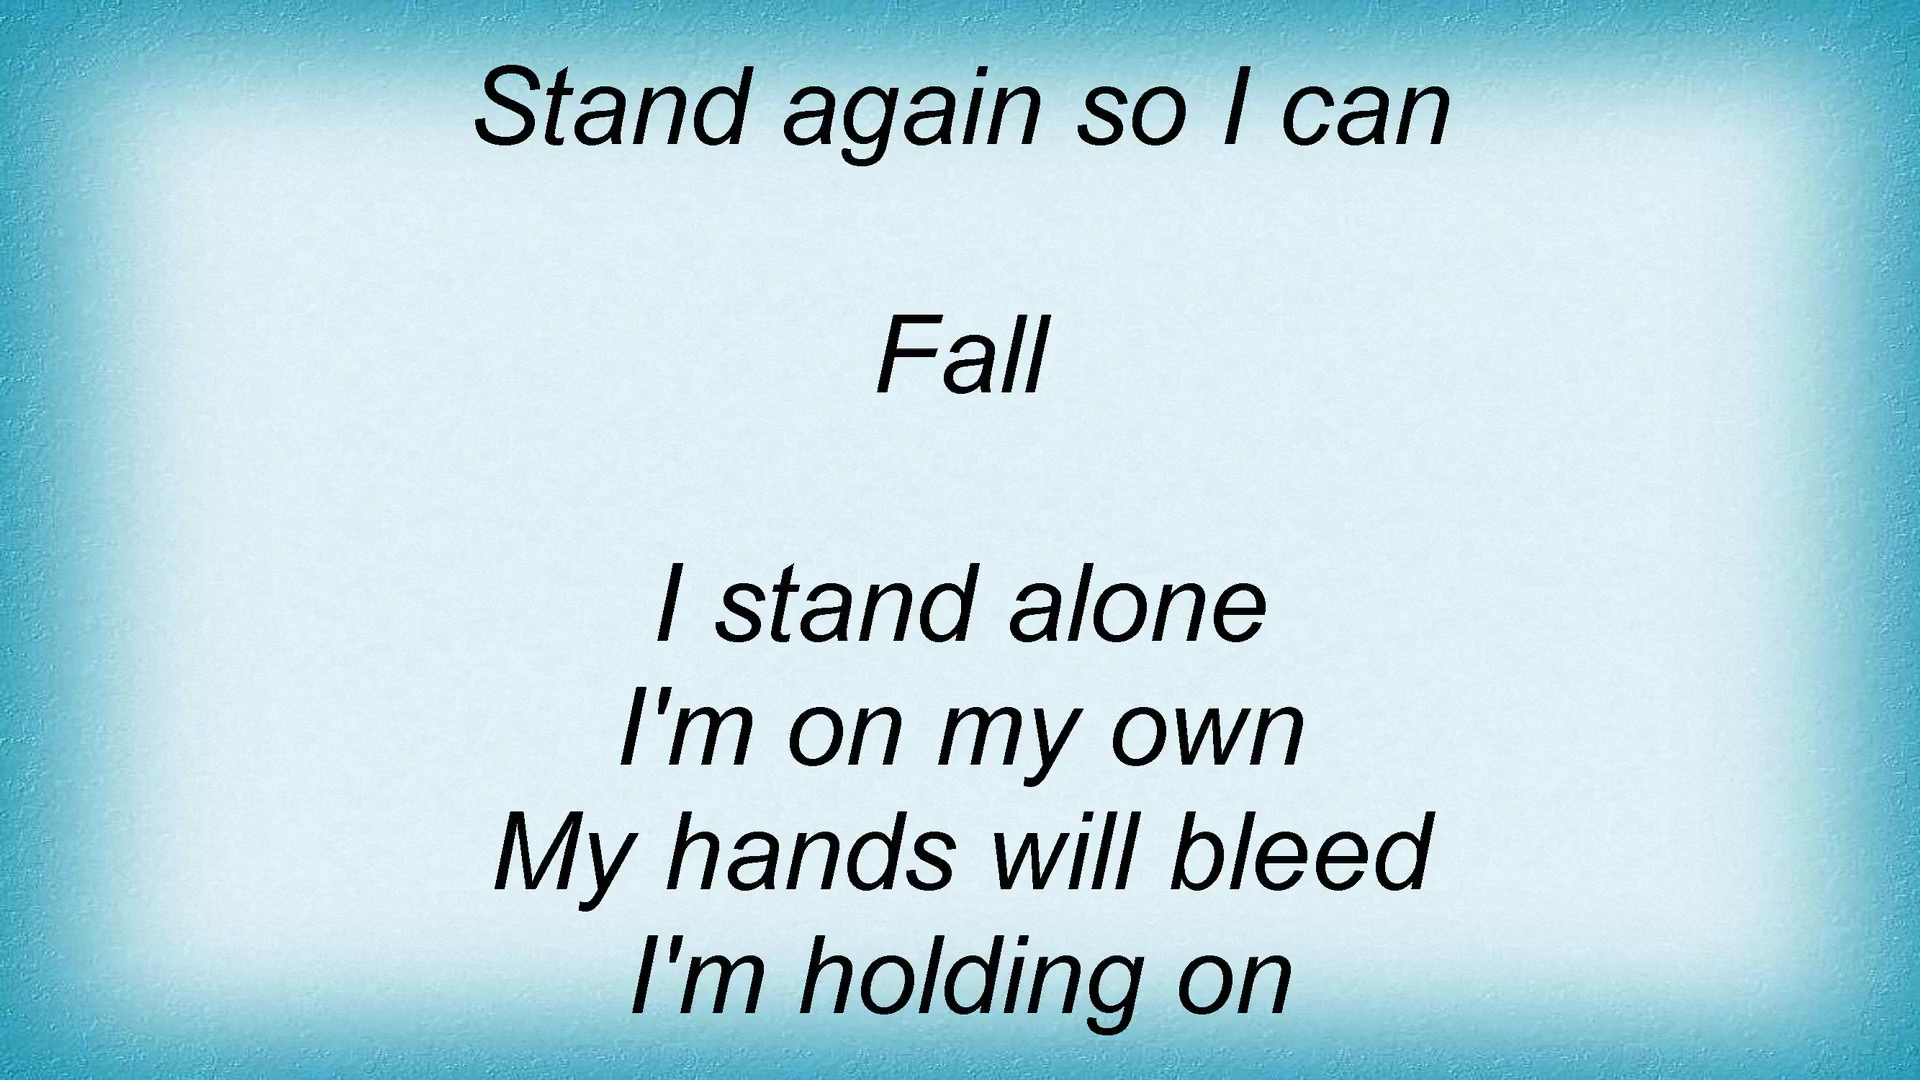 Stand again so I can
Fall
I stand alone
I'm on my own
My hands will bleed
I'm holding on